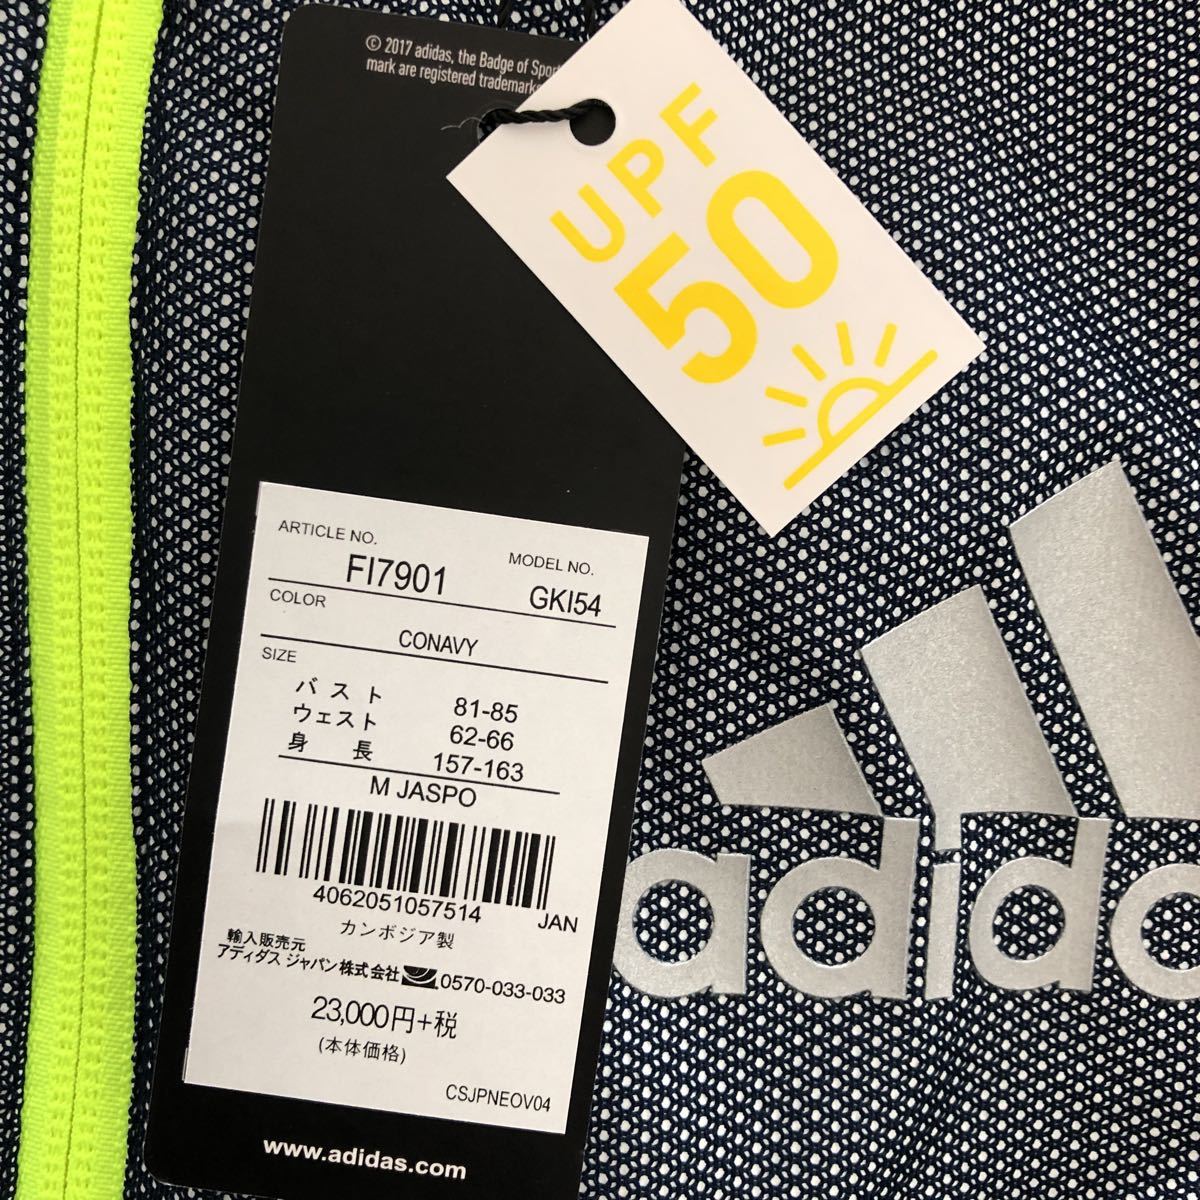 © 2017 adidas, the Badge of Spor
mark are registered trademark
UPF
50
ARTICLE NO.
FI7901
MODEL NO.
GKI54
COLOR
CONAVY
SIZE
バスト 81-85
ウェスト 62-66
身長 157-163
M JASPO
4062051057514
JAN
カンボジア製
輸入販売元
アディダス ジャパン株式会社 0570-033-033
23,000円+税
(本体価格)
CSJPNEOV04
www.adidas.com
adida